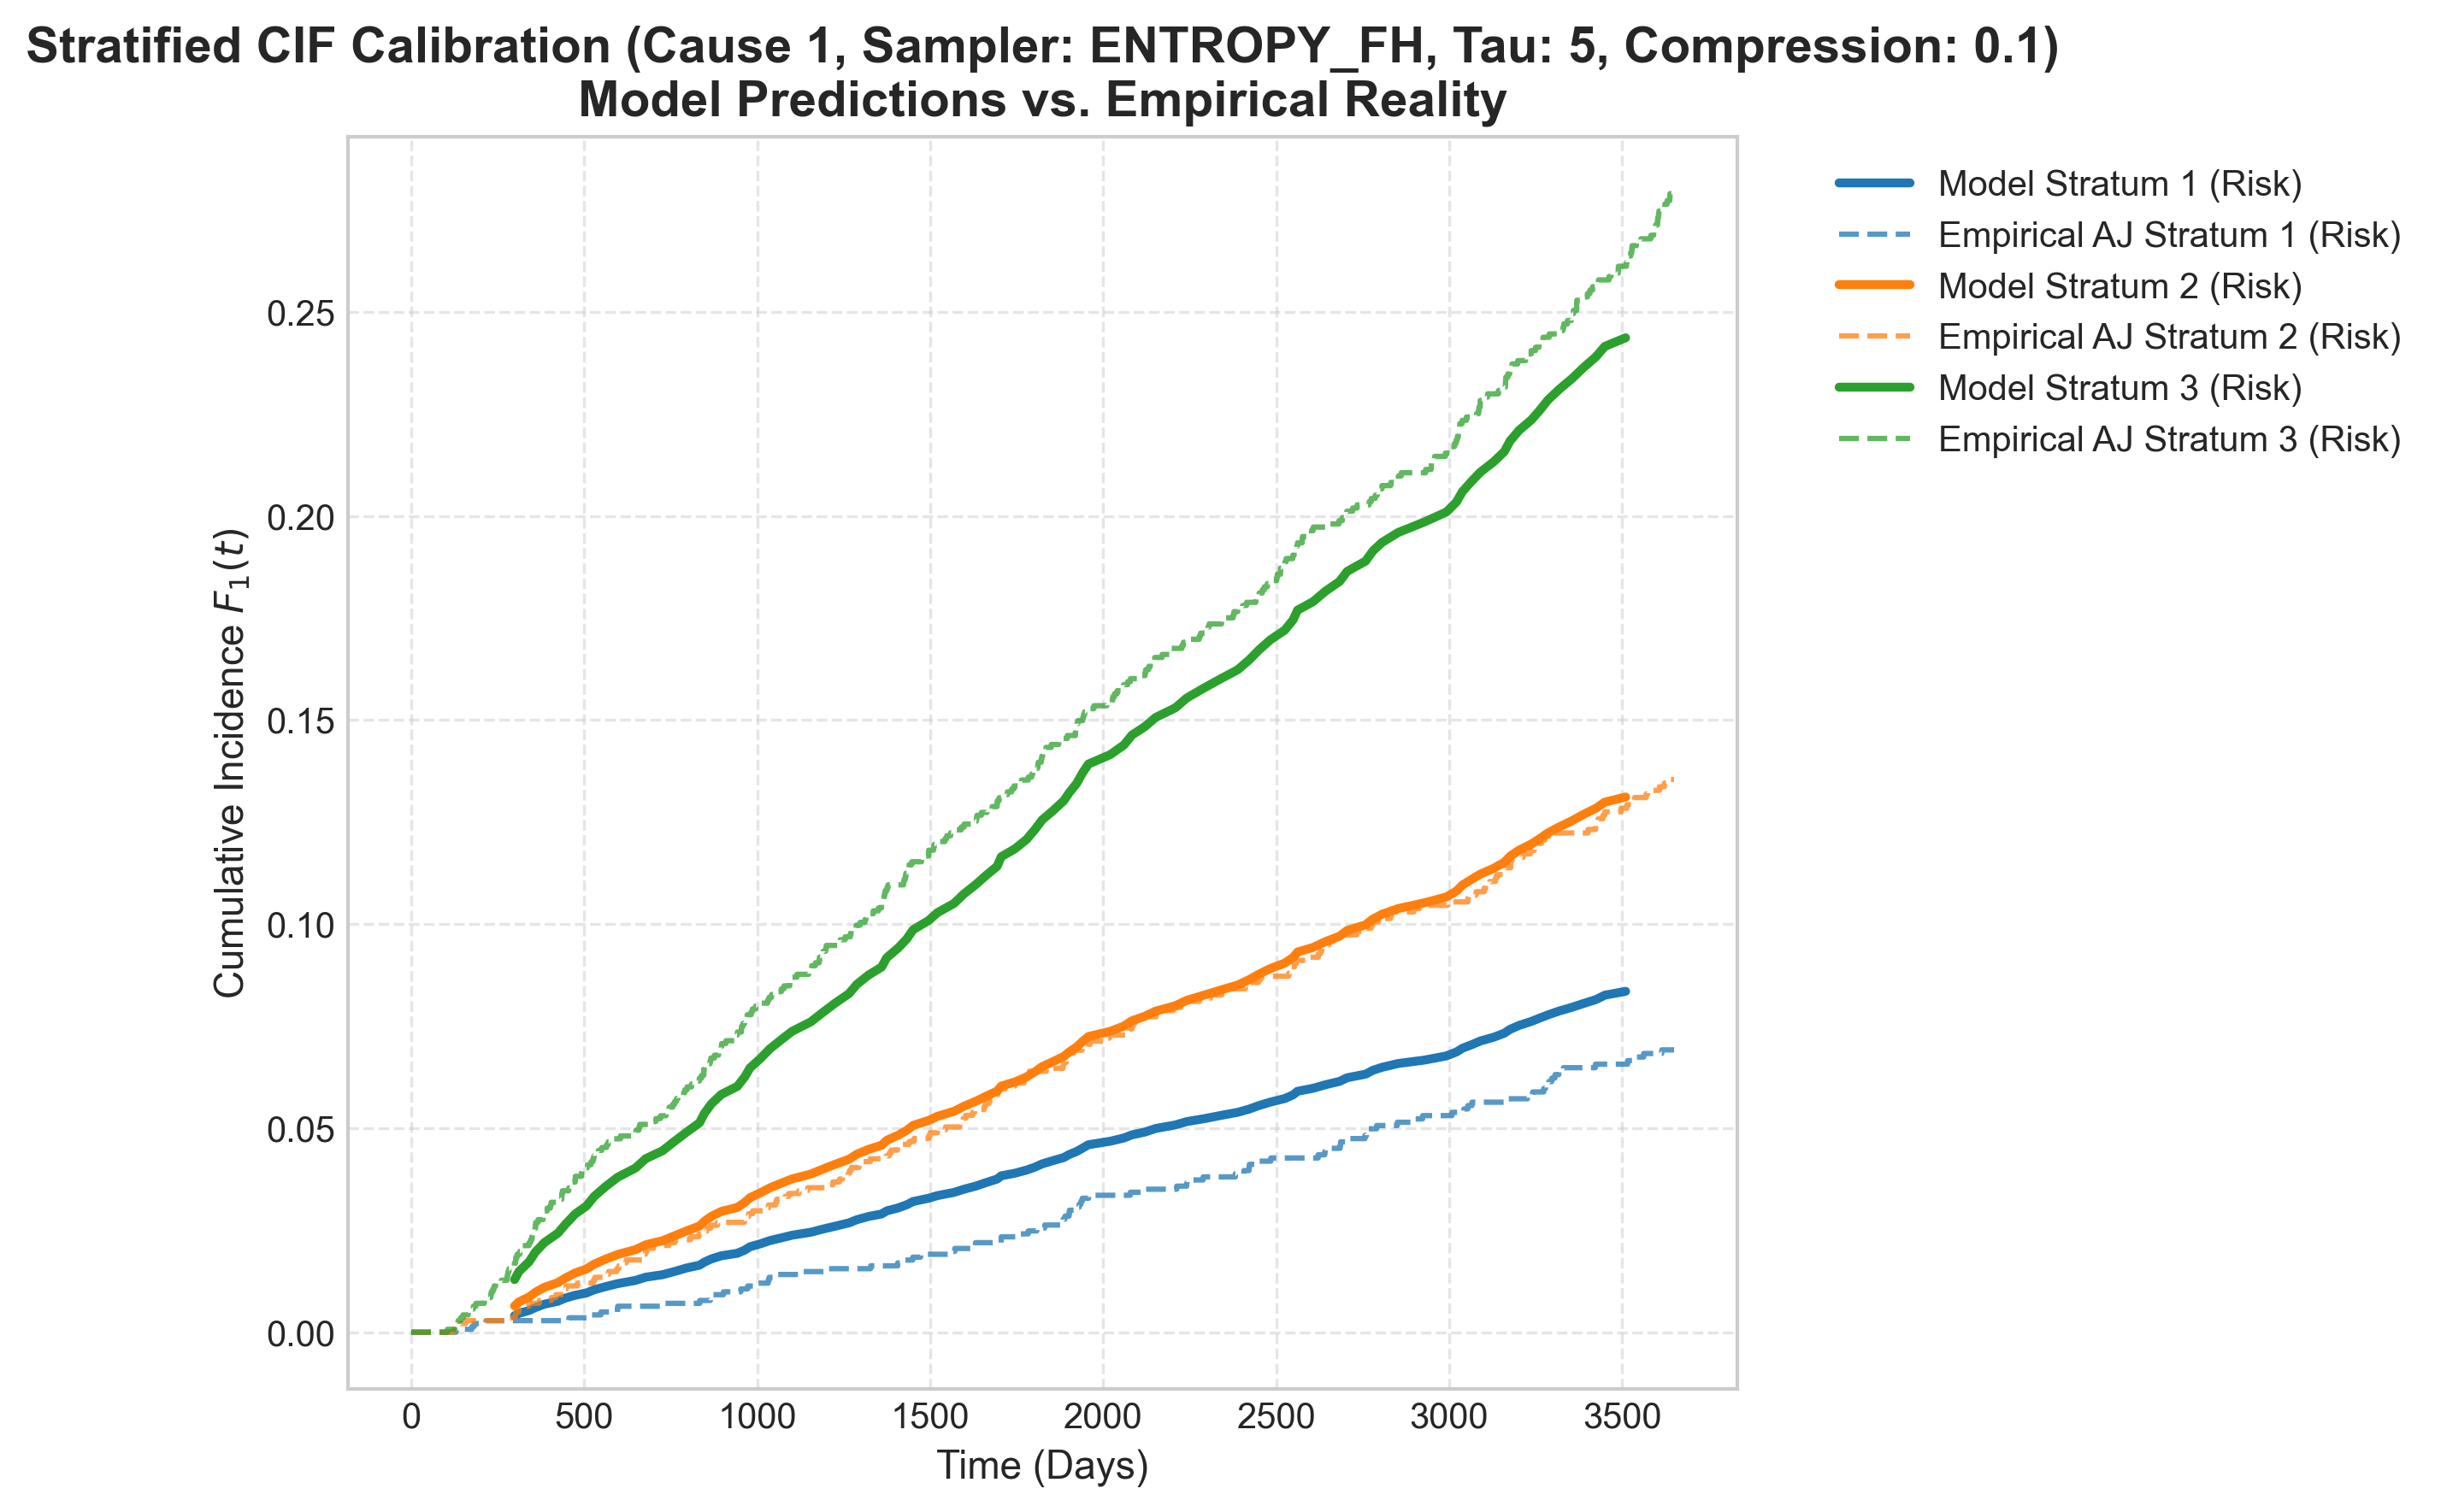 Stratified CIF Calibration (Cause 1, Sampler: ENTROPY_FH, Tau: 5, Compression: 0.1)
Model Predictions vs. Empirical Reality
Model Stratum 1 (Risk)
Empirical AJ Stratum 1 (Risk)
Model Stratum 2 (Risk)
Empirical AJ Stratum 2 (Risk)
Model Stratum 3 (Risk)
Empirical AJ Stratum 3 (Risk)
Cumulative Incidence F₁(t)
0.25
0.20
0.15
0.10
0.05
0.00
0 500 1000 1500 2000 2500 3000 3500
Time (Days)